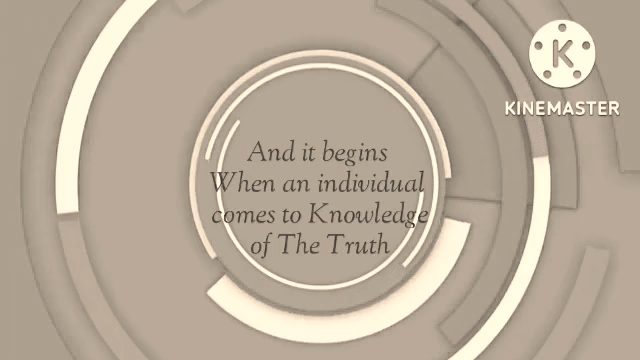 KINEMASTER
And it begins
When an individual
comes to Knowledge
of The Truth